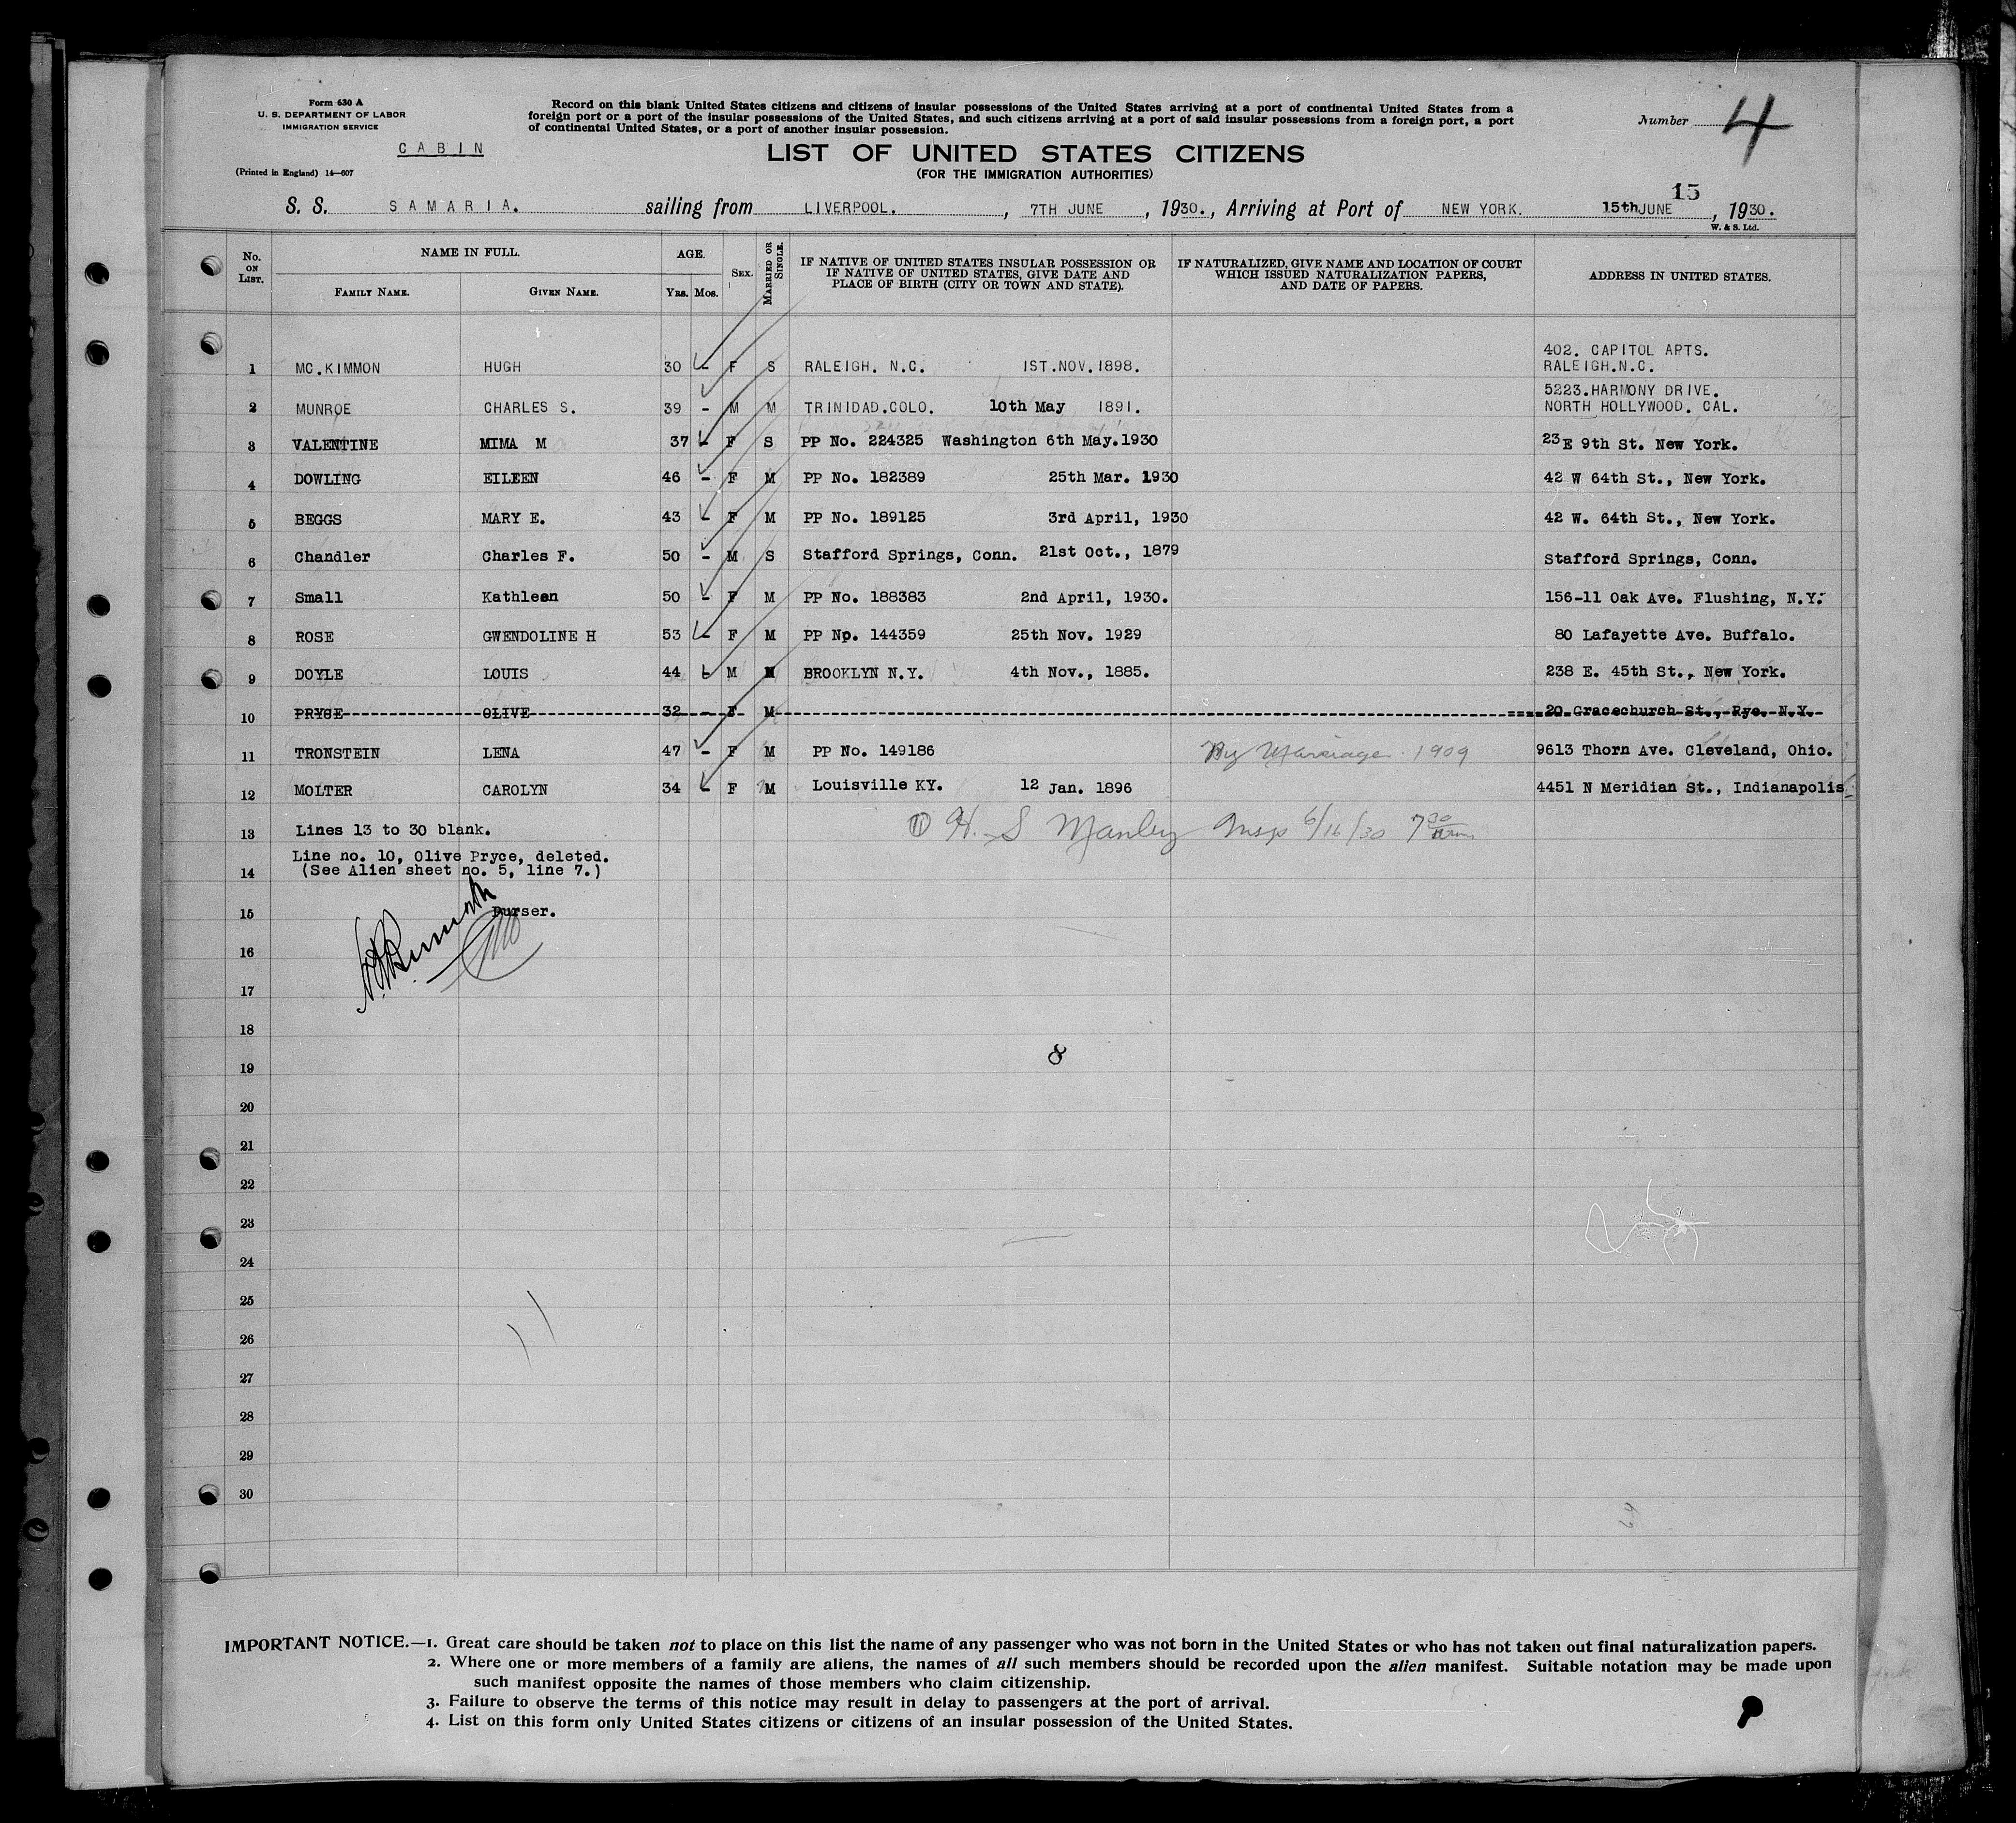 Form 630 A
U. S. DEPARTMENT OF LABOR
IMMIGRATION SERVICE
CABIN
(Printed in England) 14—607
Record on this blank United States citizens and citizens of insular possessions of the United States arriving at a port of continental United States from a
foreign port or a port of the insular possessions of the United States, and such citizens arriving at a port of said insular possessions from a foreign port, a port
of continental United States, or a port of another insular possession.
LIST OF UNITED STATES CITIZENS
(FOR THE IMMIGRATION AUTHORITIES)
Number 4
15
S. S. SAMARIA. sailing from LIVERPOOL. , 7TH JUNE , 1930. , Arriving at Port of NEW YORK. 15th JUNE , 1930.
W. & S. Ltd.
No. ON LIST. NAME IN FULL. FAMILY NAME. GIVEN NAME. AGE. YRS. MOS. SEX. MARRIED OR SINGLE. IF NATIVE OF UNITED STATES INSULAR POSSESSION OR IF NATIVE OF UNITED STATES, GIVE DATE AND PLACE OF BIRTH (CITY OR TOWN AND STATE). IF NATURALIZED, GIVE NAME AND LOCATION OF COURT WHICH ISSUED NATURALIZATION PAPERS, AND DATE OF PAPERS. ADDRESS IN UNITED STATES.
402. CAPITOL APTS.
1 MC.KIMMON HUGH 30 - F S RALEIGH. N.C. 1ST.NOV.1898. RALEIGH.N.C.
5223.HARMONY DRIVE.
2 MUNROE CHARLES S. 39 - M M TRINIDAD.COLO. 10th May 1891. NORTH HOLLYWOOD. CAL.
3 VALENTINE MIMA M 37 - F S PP No. 224325 Washington 6th May.1930 23E 9th St. New York.
4 DOWLING EILEEN 46 - F M PP No. 182389 25th Mar. 1930 42 W 64th St., New York.
5 BEGGS MARY E. 43 - F M PP No. 189125 3rd April, 1930 42 W. 64th St., New York.
6 Chandler Charles F. 50 - M S Stafford Springs, Conn. 21st Oct., 1879 Stafford Springs, Conn.
7 Small Kathleen 50 - F M PP No. 188383 2nd April, 1930. 156-11 Oak Ave. Flushing, N.Y.
8 ROSE GWENDOLINE H 53 - F M PP Np. 144359 25th Nov. 1929 80 Lafayette Ave. Buffalo.
9 DOYLE LOUIS 44 - M M BROOKLYN N.Y. 4th Nov., 1885. 238 E. 45th St., New York.
10 PRYCE OLIVE 32 - F M 20 Gracechurch St., Rye. N.Y.
11 TRONSTEIN LENA 47 - F M PP No. 149186 By Marriage 1909 9613 Thorn Ave. Cleveland, Ohio.
12 MOLTER CAROLYN 34 - F M Louisville KY. 12 Jan. 1896 4451 N Meridian St., Indianapolis
13 Lines 13 to 30 blank. 11 H. S Manley Insp 6/16/30 7 30
Line no. 10, Olive Pryce, deleted.
14 (See Alien sheet no. 5, line 7.)
15 Purser.
16
17
18
8
19
20
21
22
23
24
25
26
27
28
29
30
IMPORTANT NOTICE.—1. Great care should be taken not to place on this list the name of any passenger who was not born in the United States or who has not taken out final naturalization papers.
2. Where one or more members of a family are aliens, the names of all such members should be recorded upon the alien manifest. Suitable notation may be made upon
such manifest opposite the names of those members who claim citizenship.
3. Failure to observe the terms of this notice may result in delay to passengers at the port of arrival.
4. List on this form only United States citizens or citizens of an insular possession of the United States.